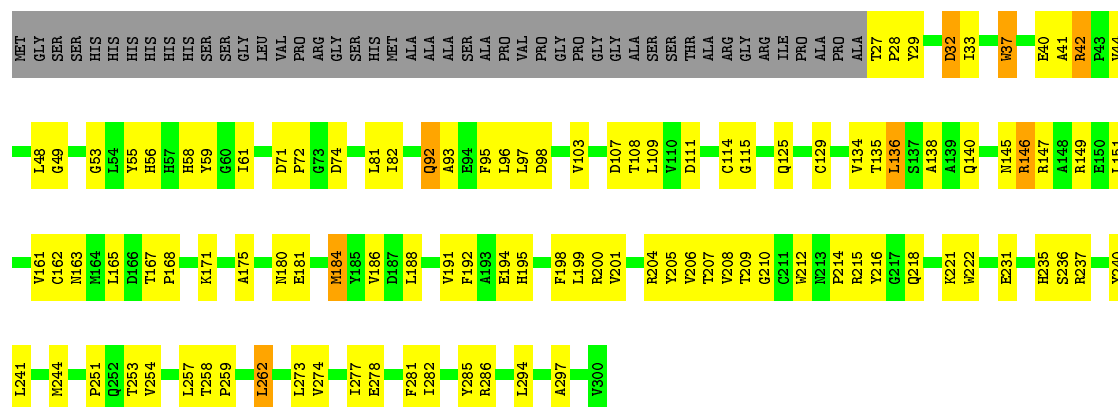 MET GLY SER SER HIS HIS HIS HIS HIS HIS SER SER GLY LEU VAL PRO ARG GLY SER HIS MET ALA ALA ALA SER ALA PRO VAL PRO GLY PRO GLY GLY ALA SER SER THR ALA ARG GLY ARG ILE PRO ALA PRO ALA T27 P28 Y29 D32 I33 W37 E40 A41 R42 P43 V44
L48 G49 G53 L54 Y55 H56 H57 H58 Y59 G60 I61 D71 P72 G73 D74 L81 I82 Q92 A93 E94 F95 L96 L97 D98 V103 D107 T108 L109 V110 D111 C114 G115 Q125 C129 V134 T135 L136 S137 A138 A139 Q140 N145 R146 R147 A148 R149 E150 L151
V161 C162 N163 M164 L165 D166 T167 P168 K171 A175 N180 E181 M184 Y185 V186 D187 L188 V191 F192 A193 E194 H195 F198 L199 R200 V201 R204 Y205 V206 T207 V208 T209 G210 C211 W212 N213 P214 R215 Y216 G217 Q218 K221 W222 E231 H235 S236 R237 Y240
L241 M244 P251 Q252 T253 V254 L257 T258 P259 L262 L273 V274 I277 E278 F281 I282 Y285 R286 L294 A297 V300